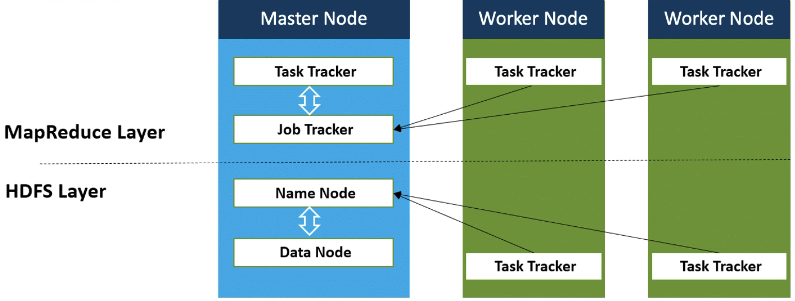 Master Node
Worker Node
Worker Node
Task Tracker
Task Tracker
Task Tracker
MapReduce Layer
Job Tracker
HDFS Layer
Name Node
Data Node
Task Tracker
Task Tracker